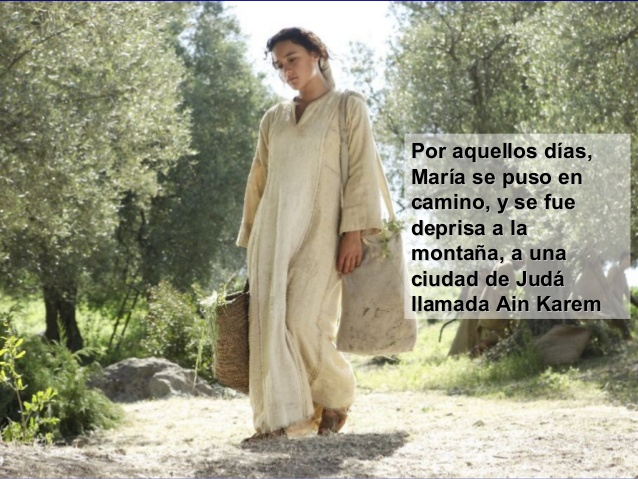 Por aquellos días,
María se puso en
camino, y se fue
deprisa a la
montaña, a una
ciudad de Judá
llamada Ain Karem